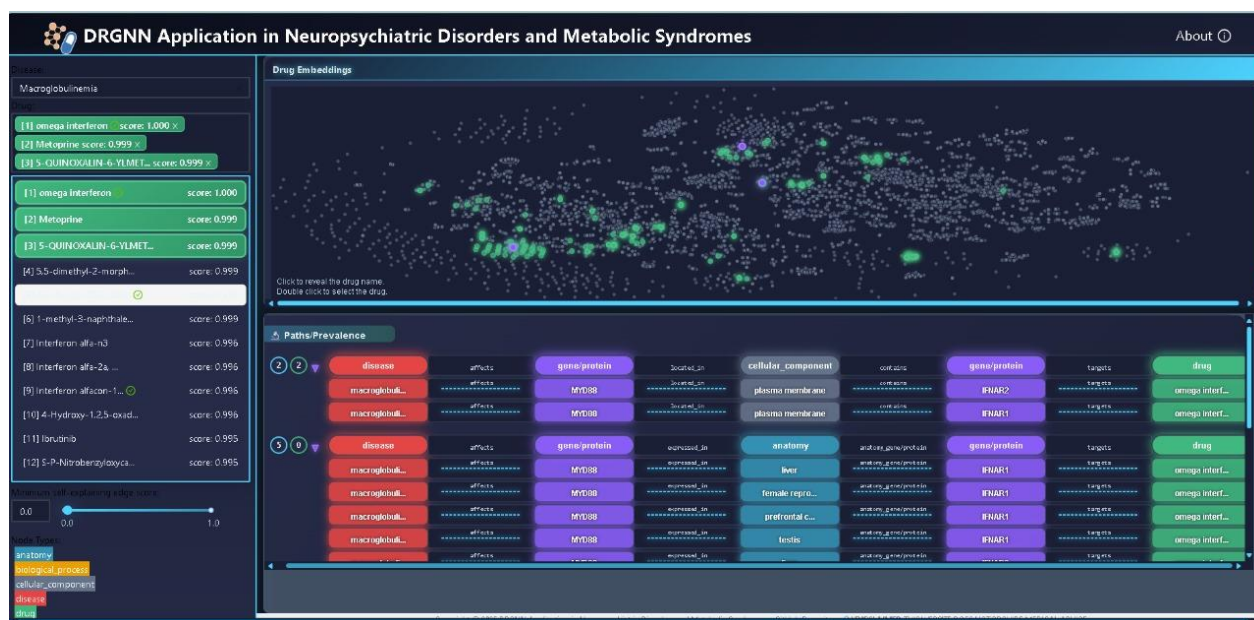 DRGNN Application in Neuropsychiatric Disorders and Metabolic Syndromes
About
Disease:
Macroglobulinemia
Drug:
[1] omega interferon score: 1.000 ×
[2] Metoprine score: 0.999 ×
[3] 5-QUINOXALIN-6-YLMET... score: 0.999 ×
[1] omega interferon score: 1.000
[2] Metoprine score: 0.999
[3] 5-QUINOXALIN-6-YLMET... score: 0.999
[4] 5,5-dimethyl-2-morph... score: 0.999
[6] 1-methyl-3-naphthale... score: 0.999
[7] Interferon alfa-n3 score: 0.996
[8] Interferon alfa-2a, ... score: 0.996
[9] Interferon alfacon-1... score: 0.996
[10] 4-Hydroxy-1,2,5-oxad... score: 0.996
[11] Ibrutinib score: 0.995
[12] S-P-Nitrobenzyloxyca... score: 0.995
Minimum self-explaining edge score:
0.0
0.0 1.0
Node Types:
anatomy
biological_process
cellular_component
disease
drug
Drug Embeddings
Click to reveal the drug name.
Double click to select the drug.
Paths/Prevalence
2 2 disease affects gene/protein located_in cellular_component contains gene/protein targets drug
macroglobuli... affects MYD88 located_in plasma membrane contains IFNAR2 targets omega interf...
macroglobuli... affects MYD88 located_in plasma membrane contains IFNAR1 targets omega interf...
5 0 disease affects gene/protein expressed_in anatomy anatomy_gene/protein gene/protein targets drug
macroglobuli... affects MYD88 expressed_in liver anatomy_gene/protein IFNAR1 targets omega interf...
macroglobuli... affects MYD88 expressed_in female repro... anatomy_gene/protein IFNAR1 targets omega interf...
macroglobuli... affects MYD88 expressed_in prefrontal c... anatomy_gene/protein IFNAR1 targets omega interf...
macroglobuli... affects MYD88 expressed_in testis anatomy_gene/protein IFNAR1 targets omega interf...
affects expressed_in anatomy_gene/protein targets